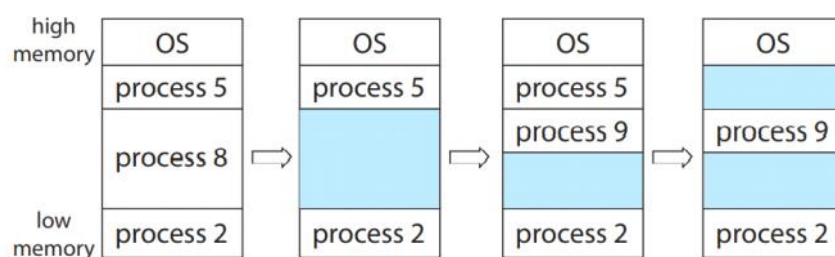 high
memory
OS
process 5
process 8
process 2
low
memory
OS
process 5
process 2
OS
process 5
process 9
process 2
OS
process 9
process 2